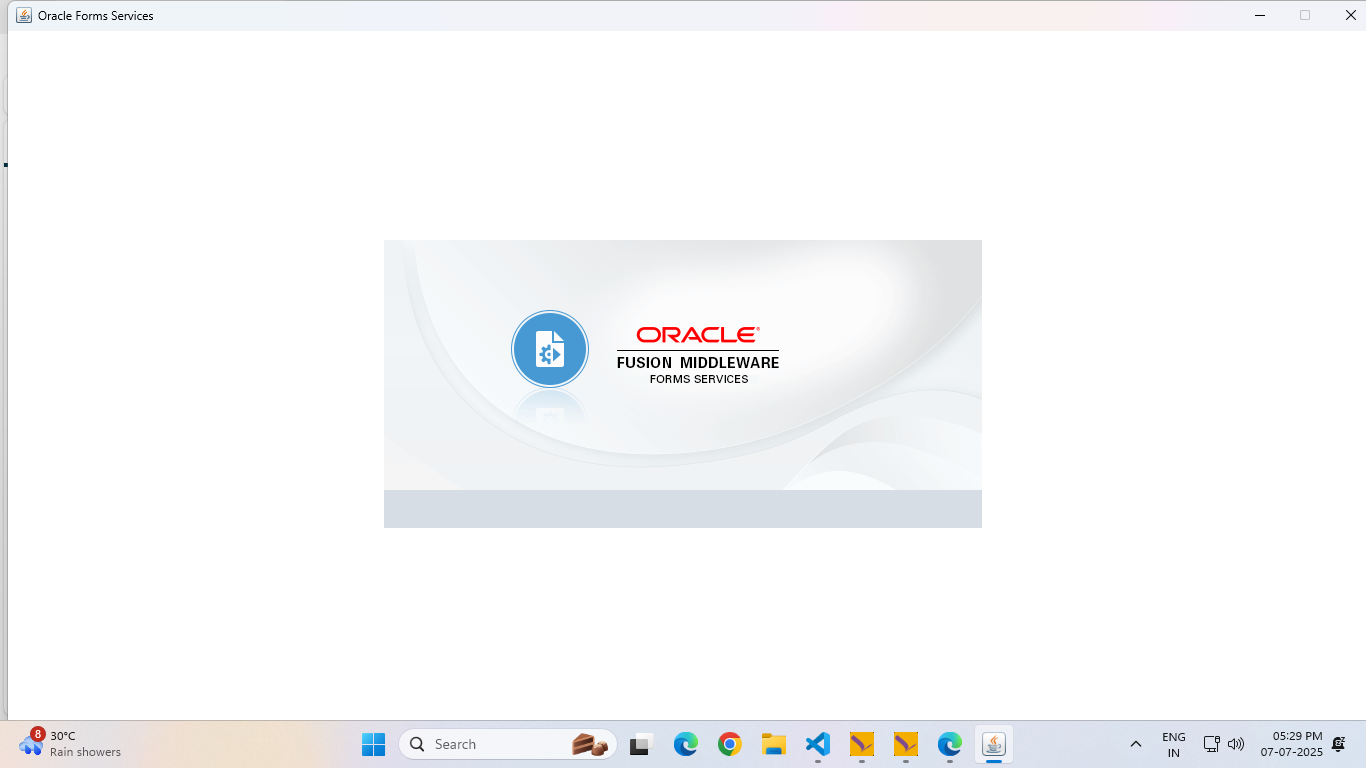 Oracle Forms Services
ORACLE®
FUSION MIDDLEWARE
FORMS SERVICES
8
30°C
Rain showers
Search
ENG
IN
05:29 PM
07-07-2025